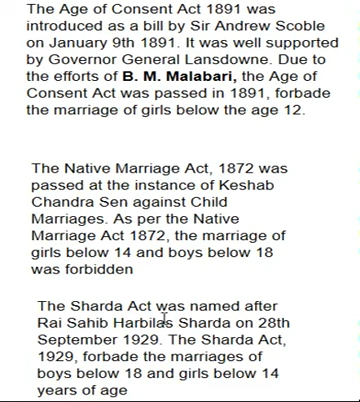 The Age of Consent Act 1891 was
introduced as a bill by Sir Andrew Scoble
on January 9th 1891. It was well supported
by Governor General Lansdowne. Due to
the efforts of B. M. Malabari, the Age of
Consent Act was passed in 1891, forbade
the marriage of girls below the age 12.
The Native Marriage Act, 1872 was
passed at the instance of Keshab
Chandra Sen against Child
Marriages. As per the Native
Marriage Act 1872, the marriage of
girls below 14 and boys below 18
was forbidden
The Sharda Act was named after
Rai Sahib Harbilas Sharda on 28th
September 1929. The Sharda Act,
1929, forbade the marriages of
boys below 18 and girls below 14
years of age